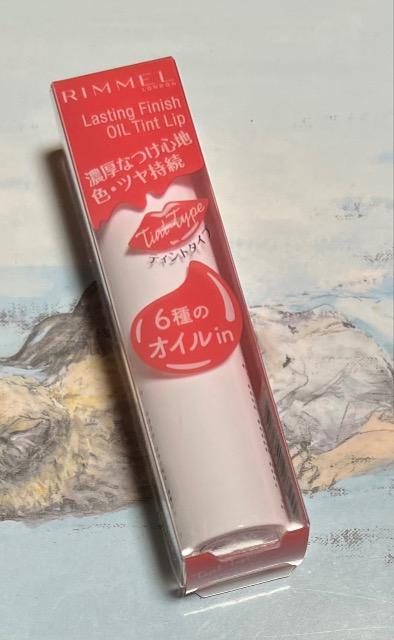 RIMMEL
LONDON
Lasting Finish
OIL Tint Lip
濃厚なつけ心地
色・ツヤ持続
Tint Type
ティントタイプ
6種の
オイルin